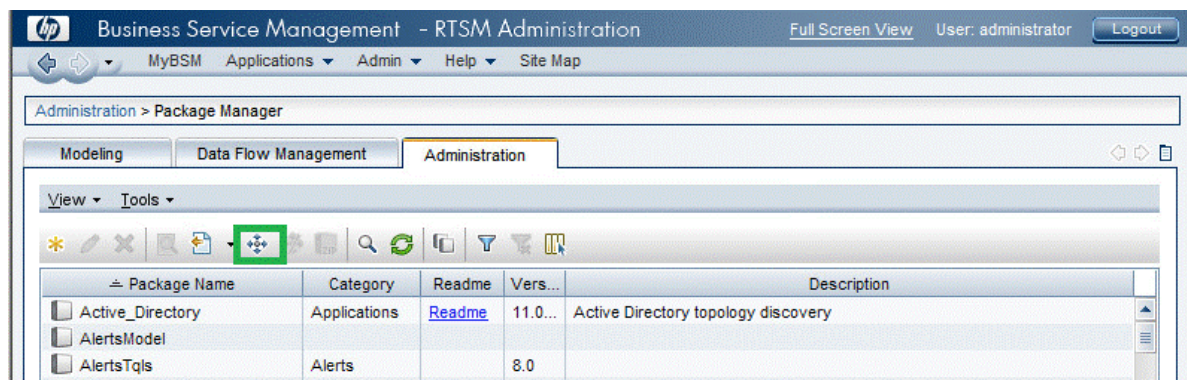 hp Business Service Management - RTSM Administration Full Screen View User: administrator Logout
MyBSM Applications Admin Help Site Map
Administration > Package Manager
Modeling Data Flow Management Administration
View Tools
Package Name Category Readme Vers... Description
Active_Directory Applications Readme 11.0... Active Directory topology discovery
AlertsModel
AlertsTqls Alerts 8.0